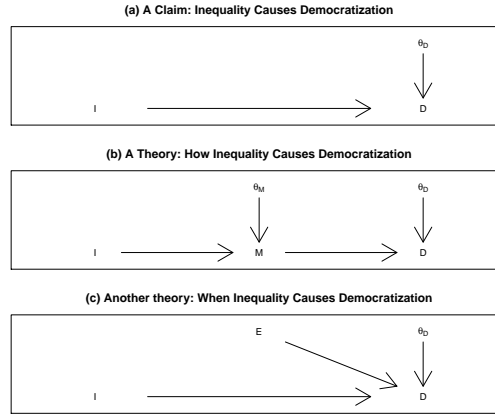 (a) A Claim: Inequality Causes Democratization
θD
I D
(b) A Theory: How Inequality Causes Democratization
θM θD
I M D
(c) Another theory: When Inequality Causes Democratization
E θD
I D